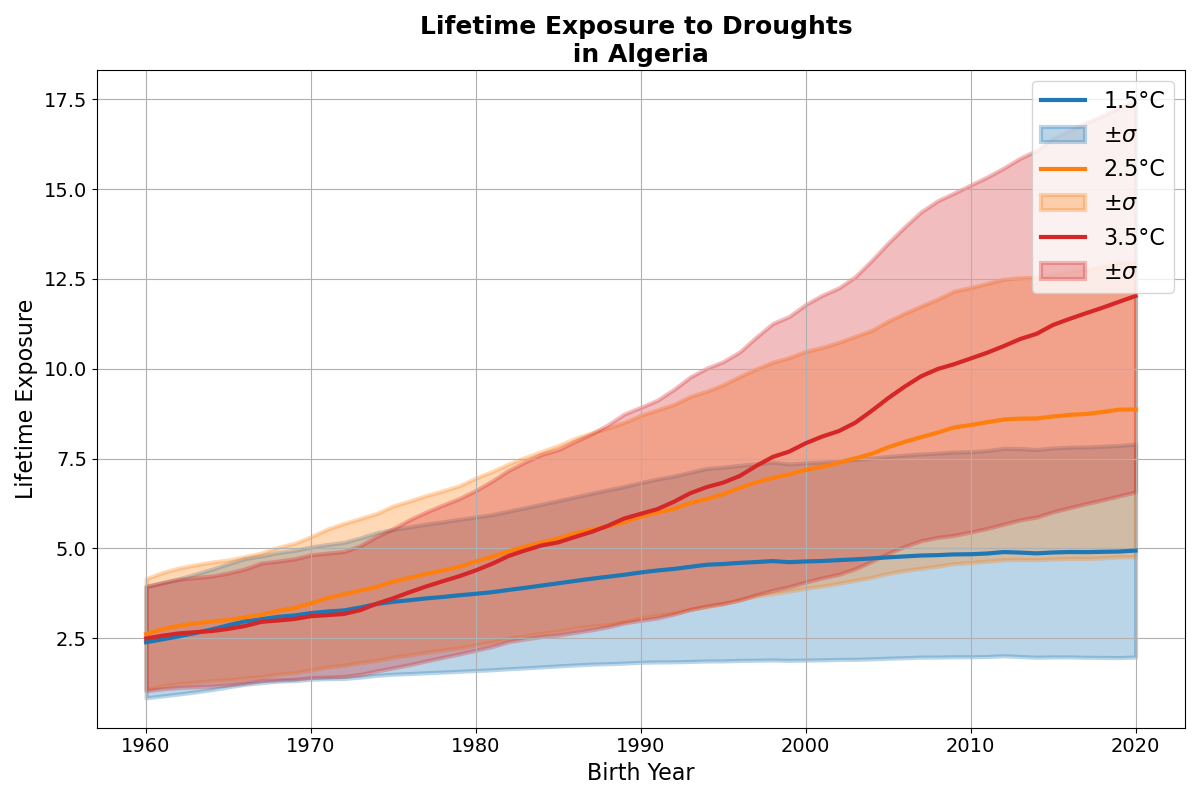 Lifetime Exposure to Droughts
in Algeria
17.5
15.0
12.5
10.0
7.5
5.0
2.5
Lifetime Exposure
1960
1970
1980
1990
2000
2010
2020
Birth Year
1.5°C
±σ
2.5°C
±σ
3.5°C
±σ